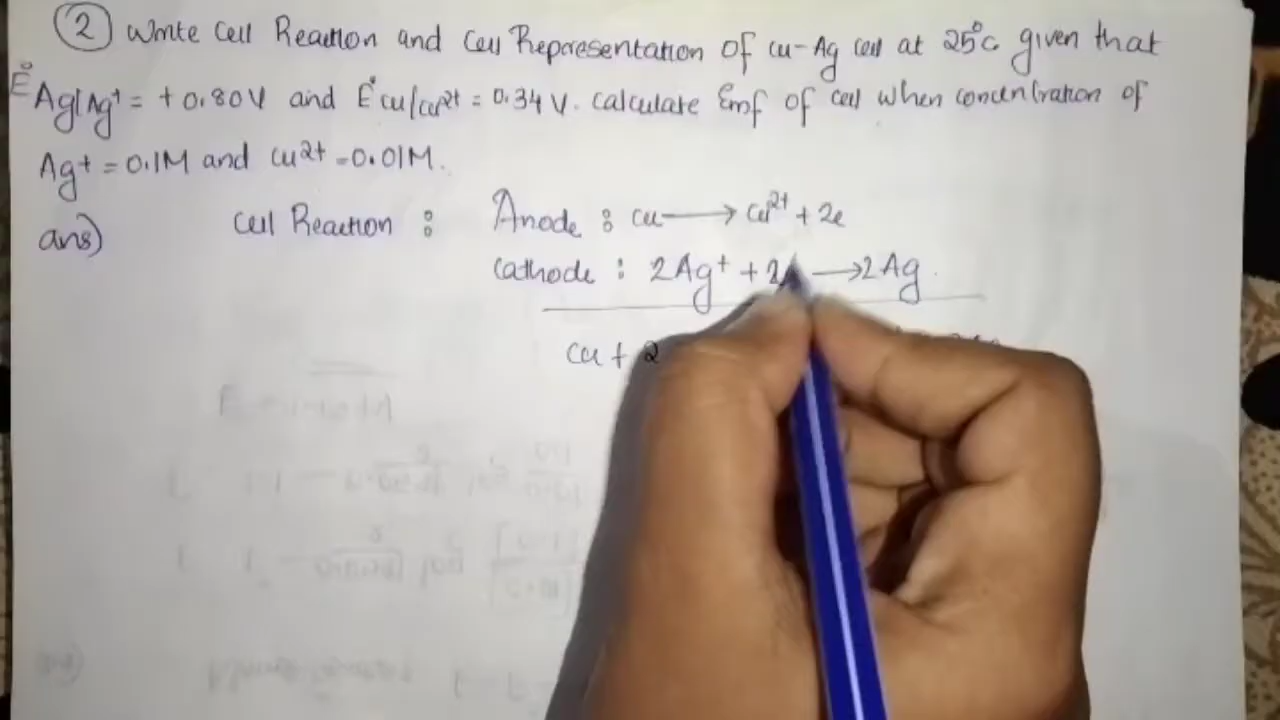 ② Write Cell Reaction and Cell Representation of cu-Ag cell at 25°C given that
E° Ag|Ag⁺ = +0.80V and E° cu/cu²⁺ = 0.34 V. calculate Emf of cell when concentration of
Ag⁺ = 0.1M and cu²⁺ = 0.01M.
ans) Cell Reaction : Anode : cu ⟶ cu²⁺ + 2e
cathode : 2Ag⁺ + 2 ⟶ 2Ag
cu + 2